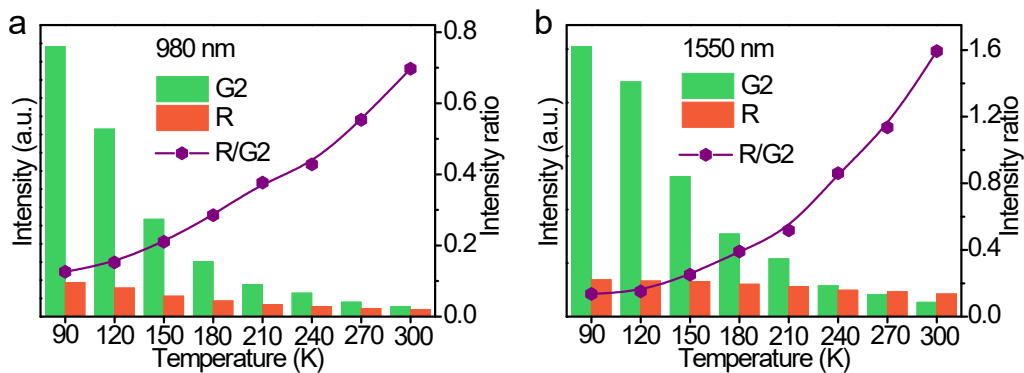 a
980 nm
G2
R
R/G2
Intensity (a.u.)
0.8
0.6
0.4
0.2
0.0
Intensity ratio
90 120 150 180 210 240 270 300
Temperature (K)
b
1550 nm
G2
R
R/G2
Intensity (a.u.)
1.6
1.2
0.8
0.4
0.0
Intensity ratio
90 120 150 180 210 240 270 300
Temperature (K)